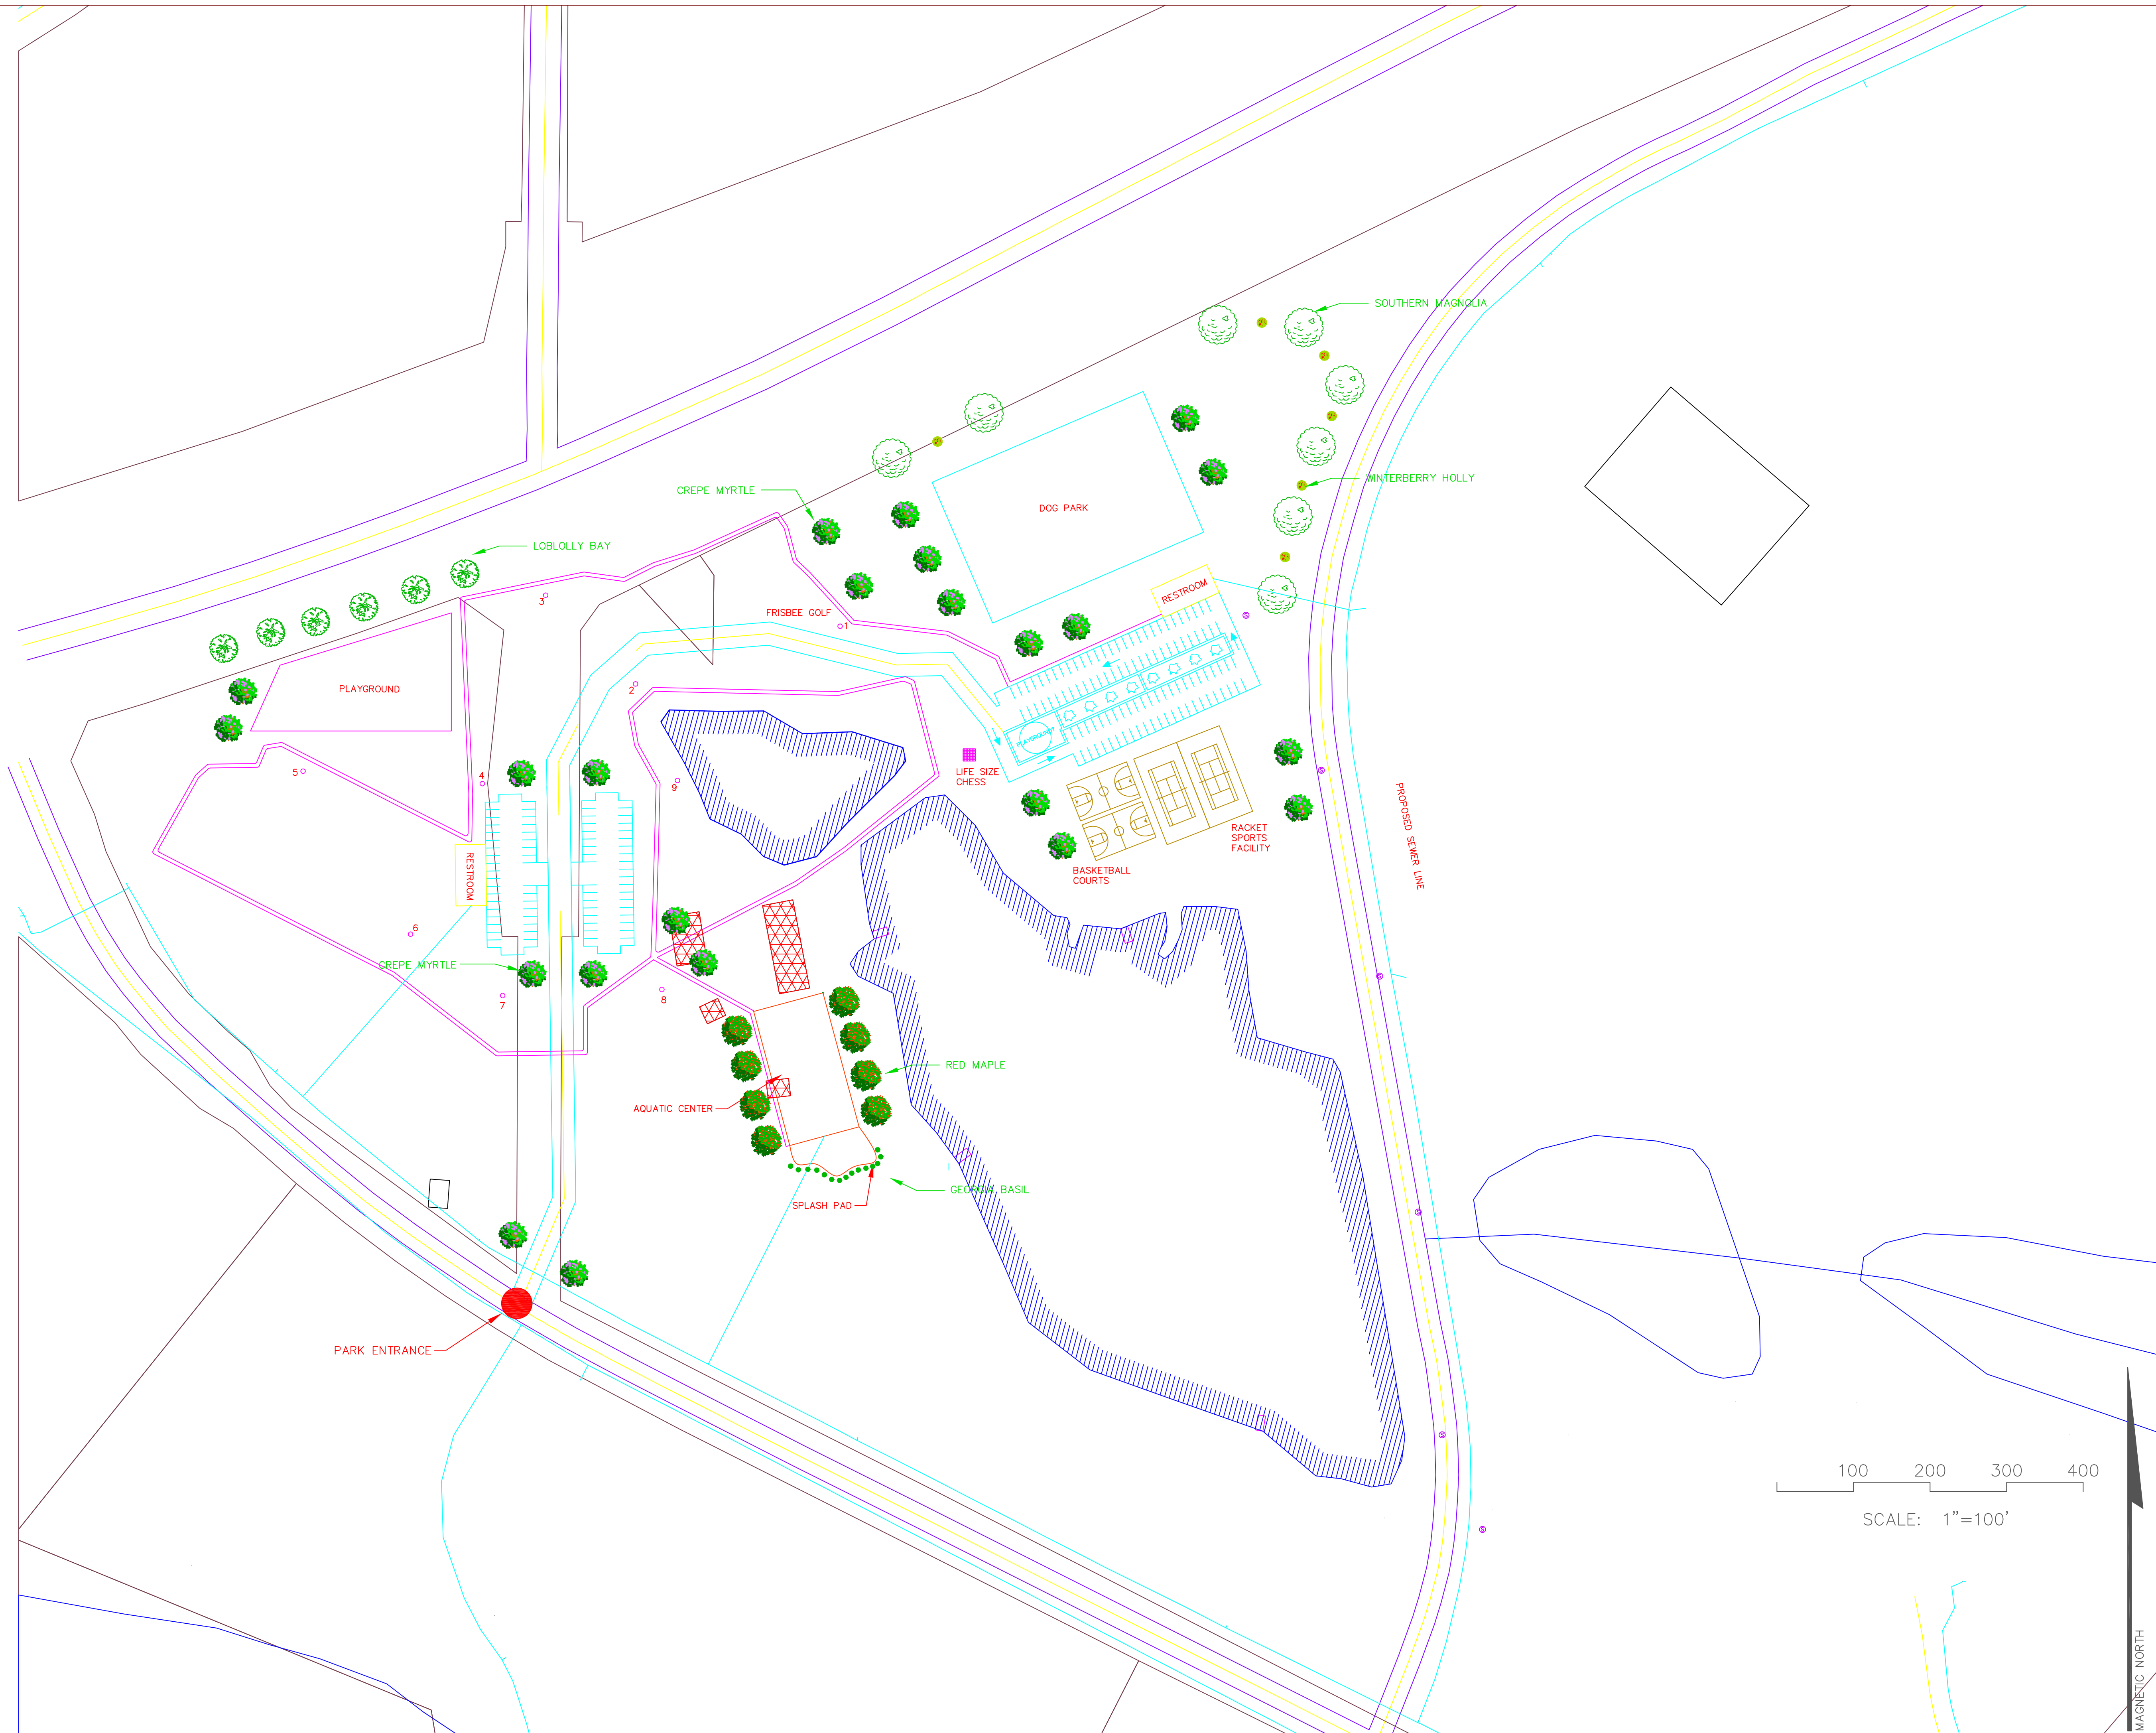 SOUTHERN MAGNOLIA
CREPE MYRTLE
WINTERBERRY HOLLY
DOG PARK
LOBLOLLY BAY
RESTROOM
3
FRISBEE GOLF
1
PLAYGROUND
2
PLAYGROUND
5
4
9
LIFE SIZE
CHESS
PROPOSED SEWER LINE
RACKET
SPORTS
FACILITY
RESTROOM
BASKETBALL
COURTS
6
CREPE MYRTLE
7
8
RED MAPLE
AQUATIC CENTER
GEORGIA BASIL
SPLASH PAD
PARK ENTRANCE
100 200 300 400
SCALE: 1"=100'
MAGNETIC NORTH